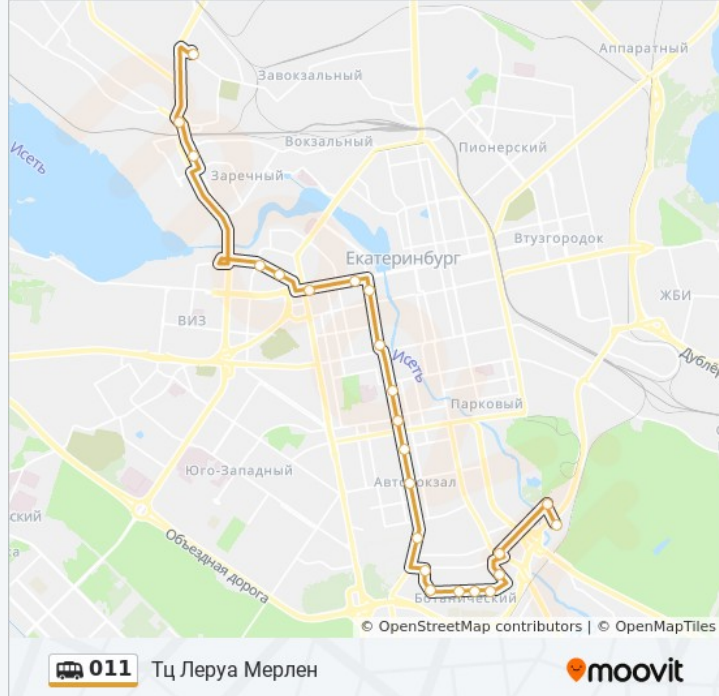 Аппаратный
Завокзальный
Исеть
Вокзальный
Пионерский
Заречный
Втузгородок
Екатеринбург
ЖБИ
ВИЗ
Исеть
Парковый
Юго-Западный
Автовокзал
ский
Объездная дорога
Ботанический
© OpenStreetMap contributors | © OpenMapTiles
011 Тц Леруа Мерлен
moovit